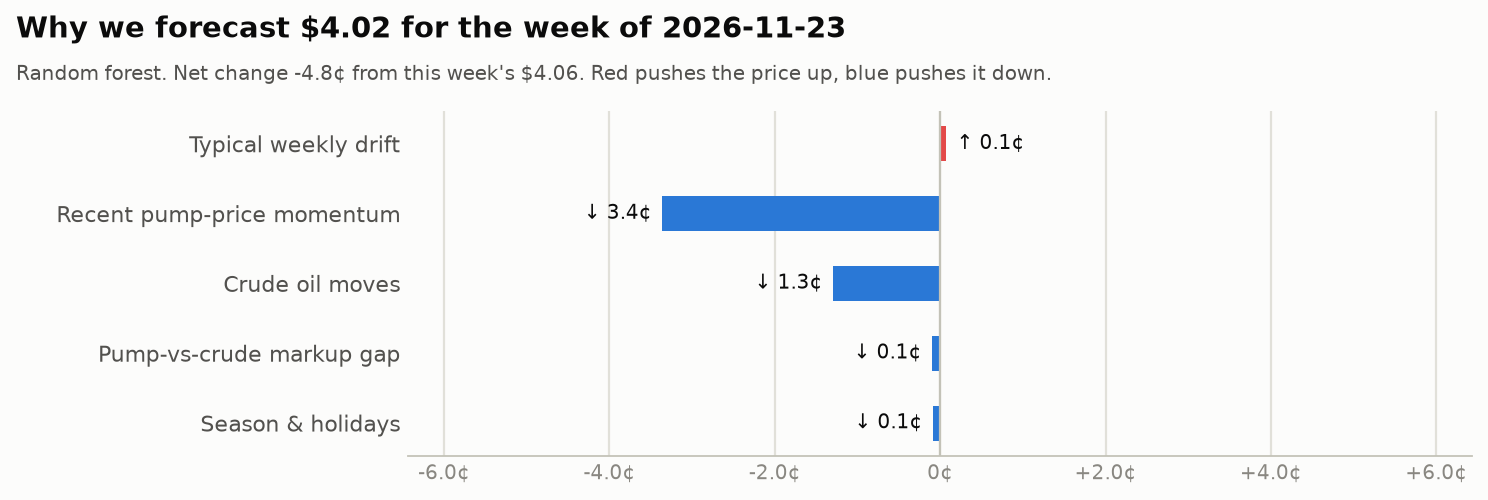 Why we forecast $4.02 for the week of 2026-11-23
Random forest. Net change -4.8¢ from this week's $4.06. Red pushes the price up, blue pushes it down.
Typical weekly drift
↑ 0.1¢
Recent pump-price momentum
↓ 3.4¢
Crude oil moves
↓ 1.3¢
Pump-vs-crude markup gap
↓ 0.1¢
Season & holidays
↓ 0.1¢
-6.0¢ -4.0¢ -2.0¢ 0¢ +2.0¢ +4.0¢ +6.0¢